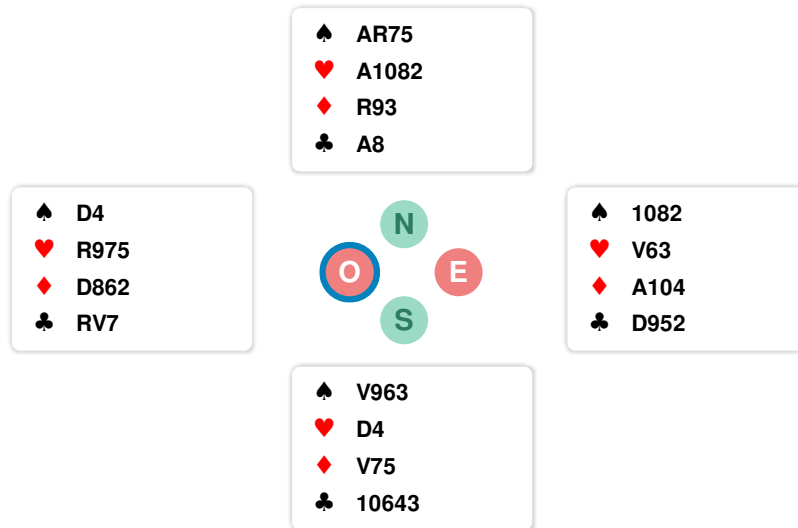 ♠ AR75
♥ A1082
♦ R93
♣ A8
♠ D4
♥ R975
♦ D862
♣ RV7
N
O E
S
♠ 1082
♥ V63
♦ A104
♣ D952
♠ V963
♥ D4
♦ V75
♣ 10643